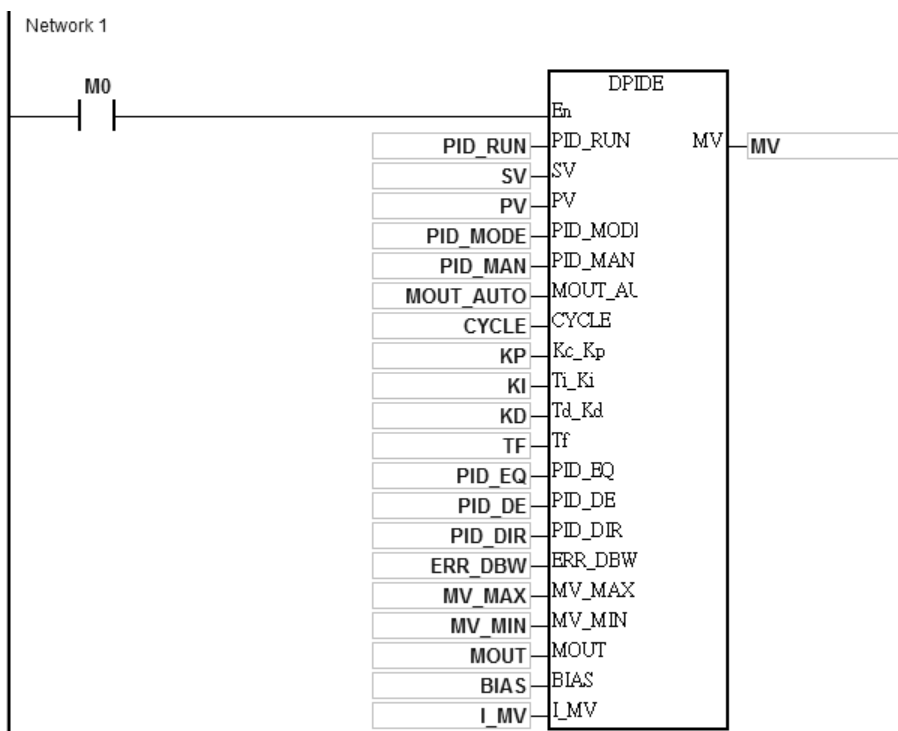 Network 1
M0
DPIDE
En
PID_RUN PID_RUN MV MV
SV SV
PV PV
PID_MODE PID_MODI
PID_MAN PID_MAN
MOUT_AUTO MOUT_AU
CYCLE CYCLE
KP Kc_Kp
KI Ti_Ki
KD Td_Kd
TF Tf
PID_EQ PID_EQ
PID_DE PID_DE
PID_DIR PID_DIR
ERR_DBW ERR_DBW
MV_MAX MV_MAX
MV_MIN MV_MIN
MOUT MOUT
BIAS BIAS
I_MV I_MV